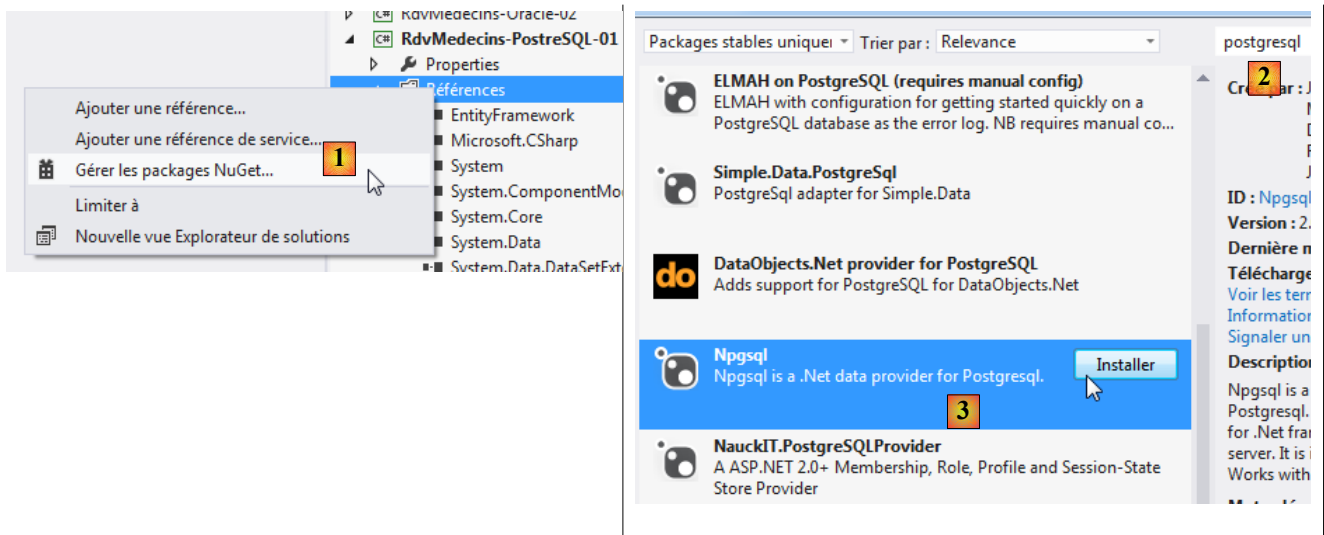 RdvMedecins-Oracle-02
RdvMedecins-PostreSQL-01
Properties
Références
EntityFramework
Microsoft.CSharp
System
System.ComponentMo
System.Core
System.Data
System.Data.DataSetExt
Ajouter une référence...
Ajouter une référence de service...
1
Gérer les packages NuGet...
Limiter à
Nouvelle vue Explorateur de solutions
Packages stables uniquer
Trier par :
Relevance
postgresql
2
ELMAH on PostgreSQL (requires manual config)
ELMAH with configuration for getting started quickly on a
PostgreSQL database as the error log. NB requires manual co...
Simple.Data.PostgreSql
PostgreSql adapter for Simple.Data
DataObjects.Net provider for PostgreSQL
Adds support for PostgreSQL for DataObjects.Net
do
Npgsql
Npgsql is a .Net data provider for Postgresql.
Installer
3
NauckIT.PostgreSQLProvider
A ASP.NET 2.0+ Membership, Role, Profile and Session-State
Store Provider
ID : Npgsql
Version : 2.
Dernière m
Télécharge
Voir les terr
Information
Signaler un
Description
Npgsql is a
Postgresql.
for .Net fra
server. It is i
Works with